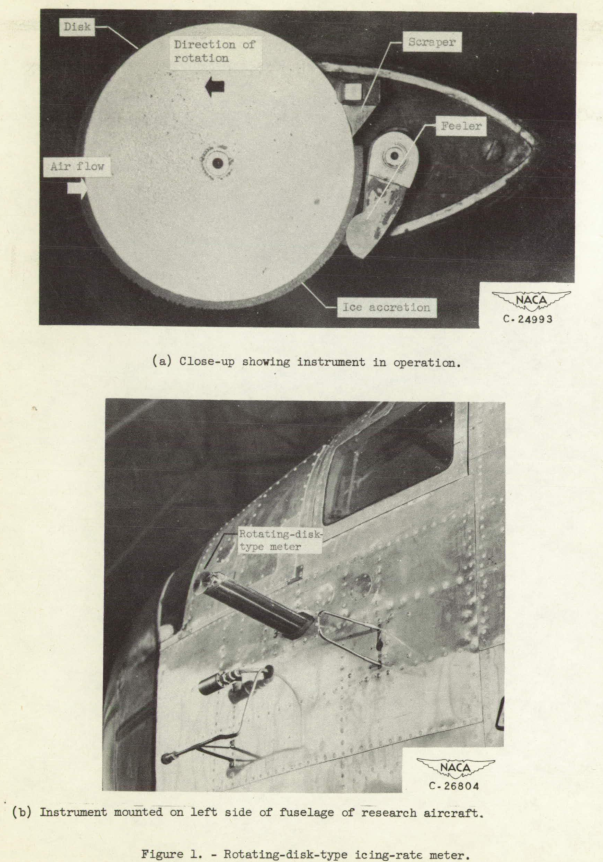 Disk
Direction of
rotation
Scraper
Feeler
Air flow
Ice accretion
NACA
C-24993
(a) Close-up showing instrument in operation.
Rotating-disk-
type meter
NACA
C-26804
(b) Instrument mounted on left side of fuselage of research aircraft.
Figure 1. - Rotating-disk-type icing-rate meter.